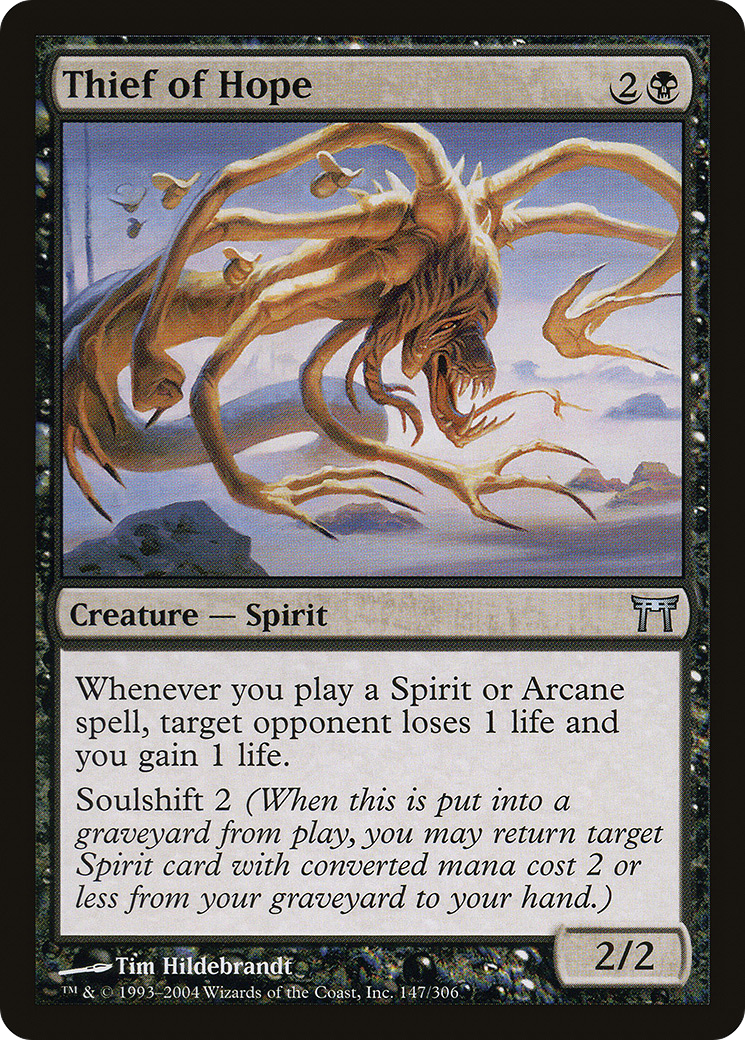 Thief of Hope 2
Creature — Spirit
Whenever you play a Spirit or Arcane
spell, target opponent loses 1 life and
you gain 1 life.
Soulshift 2 (When this is put into a
graveyard from play, you may return target
Spirit card with converted mana cost 2 or
less from your graveyard to your hand.)
2/2
Tim Hildebrandt
™ & © 1993–2004 Wizards of the Coast, Inc. 147/306